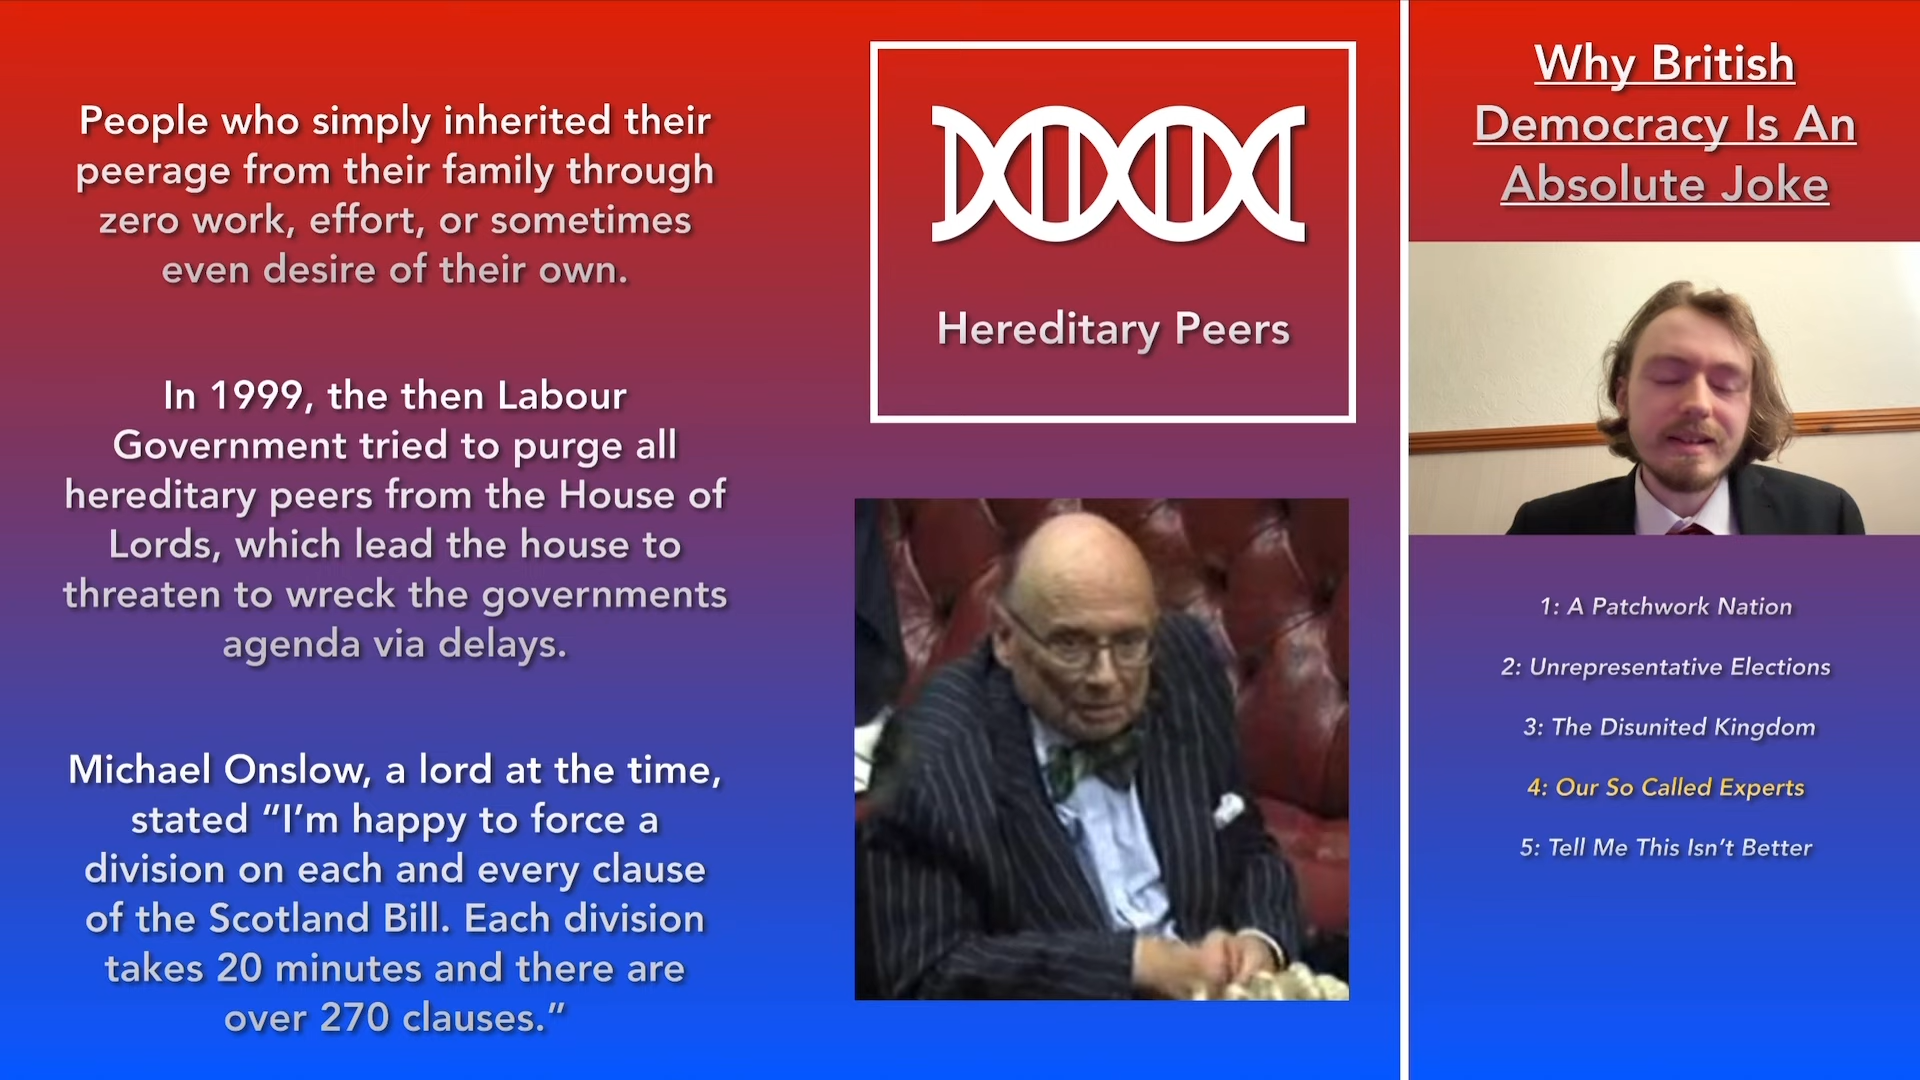 People who simply inherited their
peerage from their family through
zero work, effort, or sometimes
even desire of their own.
In 1999, the then Labour
Government tried to purge all
hereditary peers from the House of
Lords, which lead the house to
threaten to wreck the governments
agenda via delays.
Michael Onslow, a lord at the time,
stated “I’m happy to force a
division on each and every clause
of the Scotland Bill. Each division
takes 20 minutes and there are
over 270 clauses.”
Hereditary Peers
Why British
Democracy Is An
Absolute Joke
1: A Patchwork Nation
2: Unrepresentative Elections
3: The Disunited Kingdom
4: Our So Called Experts
5: Tell Me This Isn’t Better